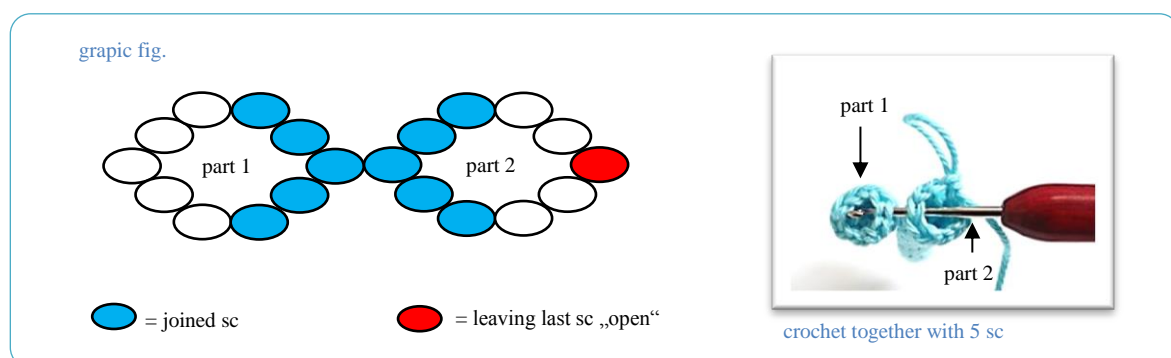 grapic fig.
part 1
part 2
= joined sc
= leaving last sc „open“
part 1
part 2
crochet together with 5 sc